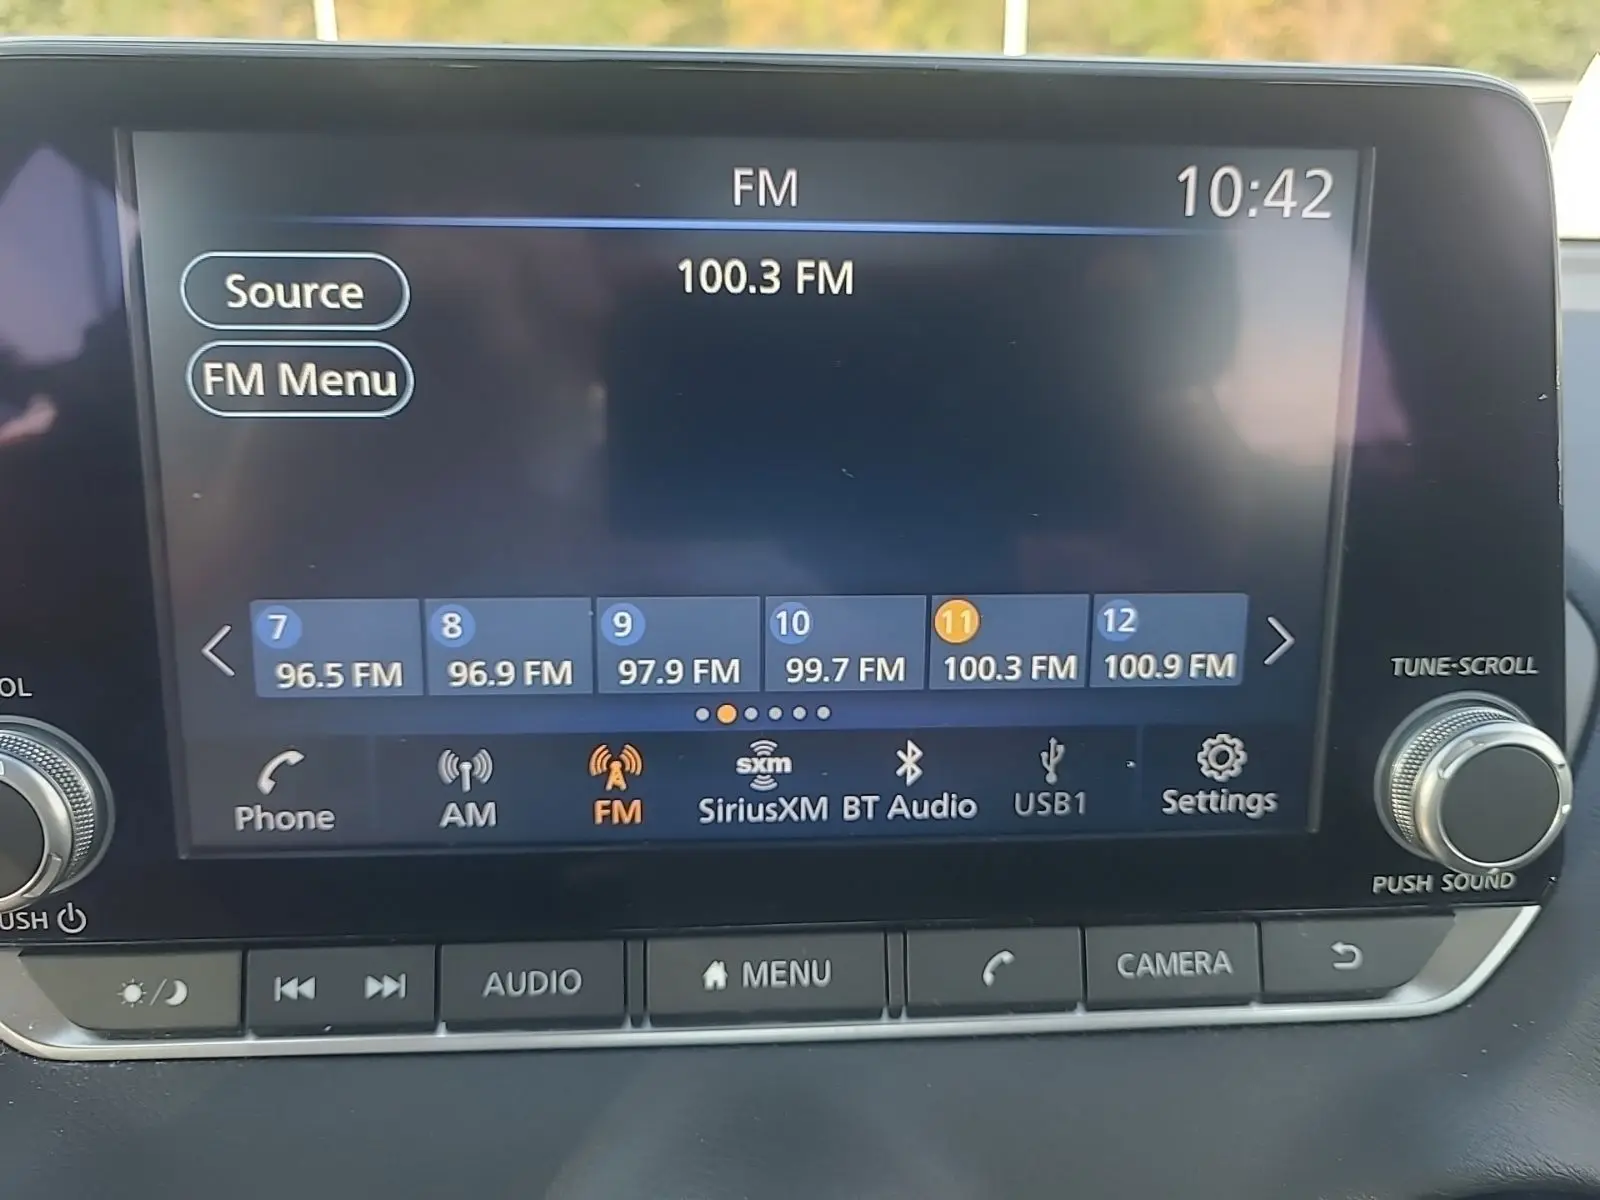 FM
10:42
Source
100.3 FM
FM Menu
7
8
9
10
11
12
96.5 FM
96.9 FM
97.9 FM
99.7 FM
100.3 FM
100.9 FM
TUNE·SCROLL
OL
Phone
AM
FM
sxm
SiriusXM
BT Audio
USB1
Settings
PUSH SOUND
USH
AUDIO
MENU
CAMERA